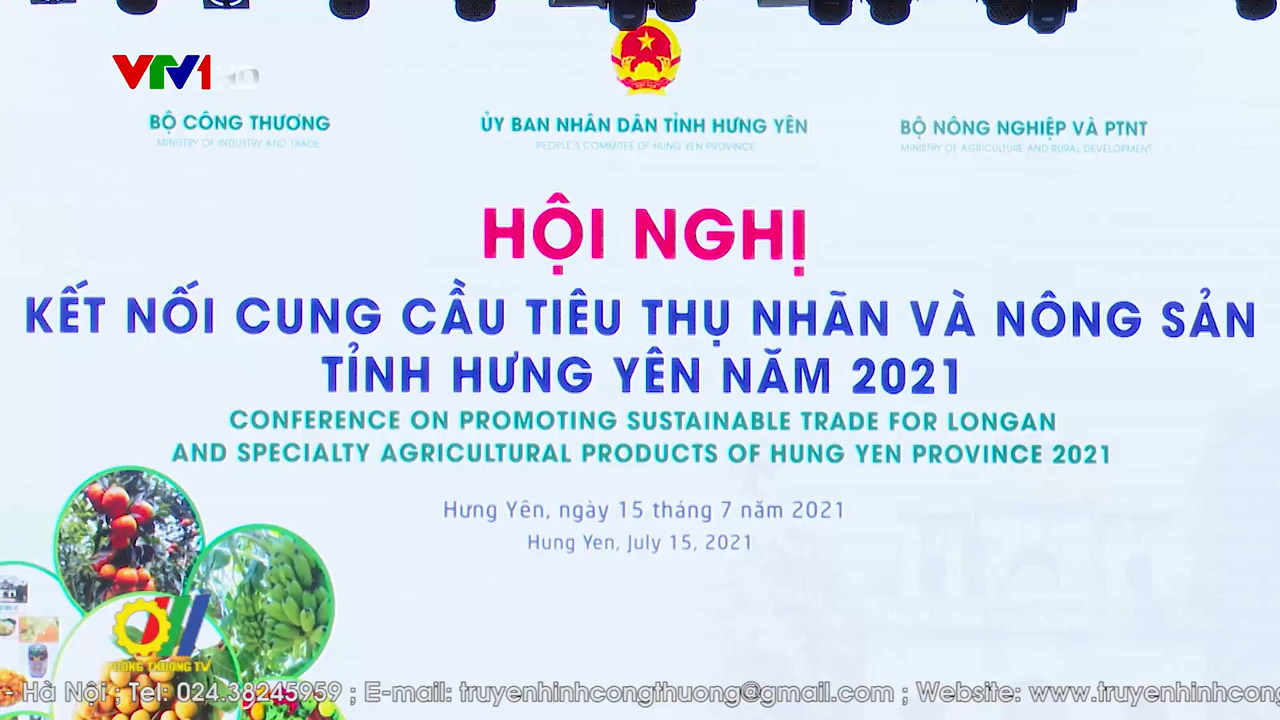 VTV1 HD
BỘ CÔNG THƯƠNG
MINISTRY OF INDUSTRY AND TRADE
ỦY BAN NHÂN DÂN TỈNH HƯNG YÊN
PEOPLE'S COMMITEE OF HUNG YEN PROVINCE
BỘ NÔNG NGHIỆP VÀ PTNT
MINISTRY OF AGRICULTURE AND RURAL DEVELOPMENT
HỘI NGHỊ
KẾT NỐI CUNG CẦU TIÊU THỤ NHÃN VÀ NÔNG SẢN
TỈNH HƯNG YÊN NĂM 2021
CONFERENCE ON PROMOTING SUSTAINABLE TRADE FOR LONGAN
AND SPECIALTY AGRICULTURAL PRODUCTS OF HUNG YEN PROVINCE 2021
Hưng Yên, ngày 15 tháng 7 năm 2021
Hung Yen, July 15, 2021
CONG THUONG TV
- Hà Nội ; Tel: 024.38245959 ; E-mail: truyenhinhcongthuong@gmail.com ; Website: www.truyenhinhcong